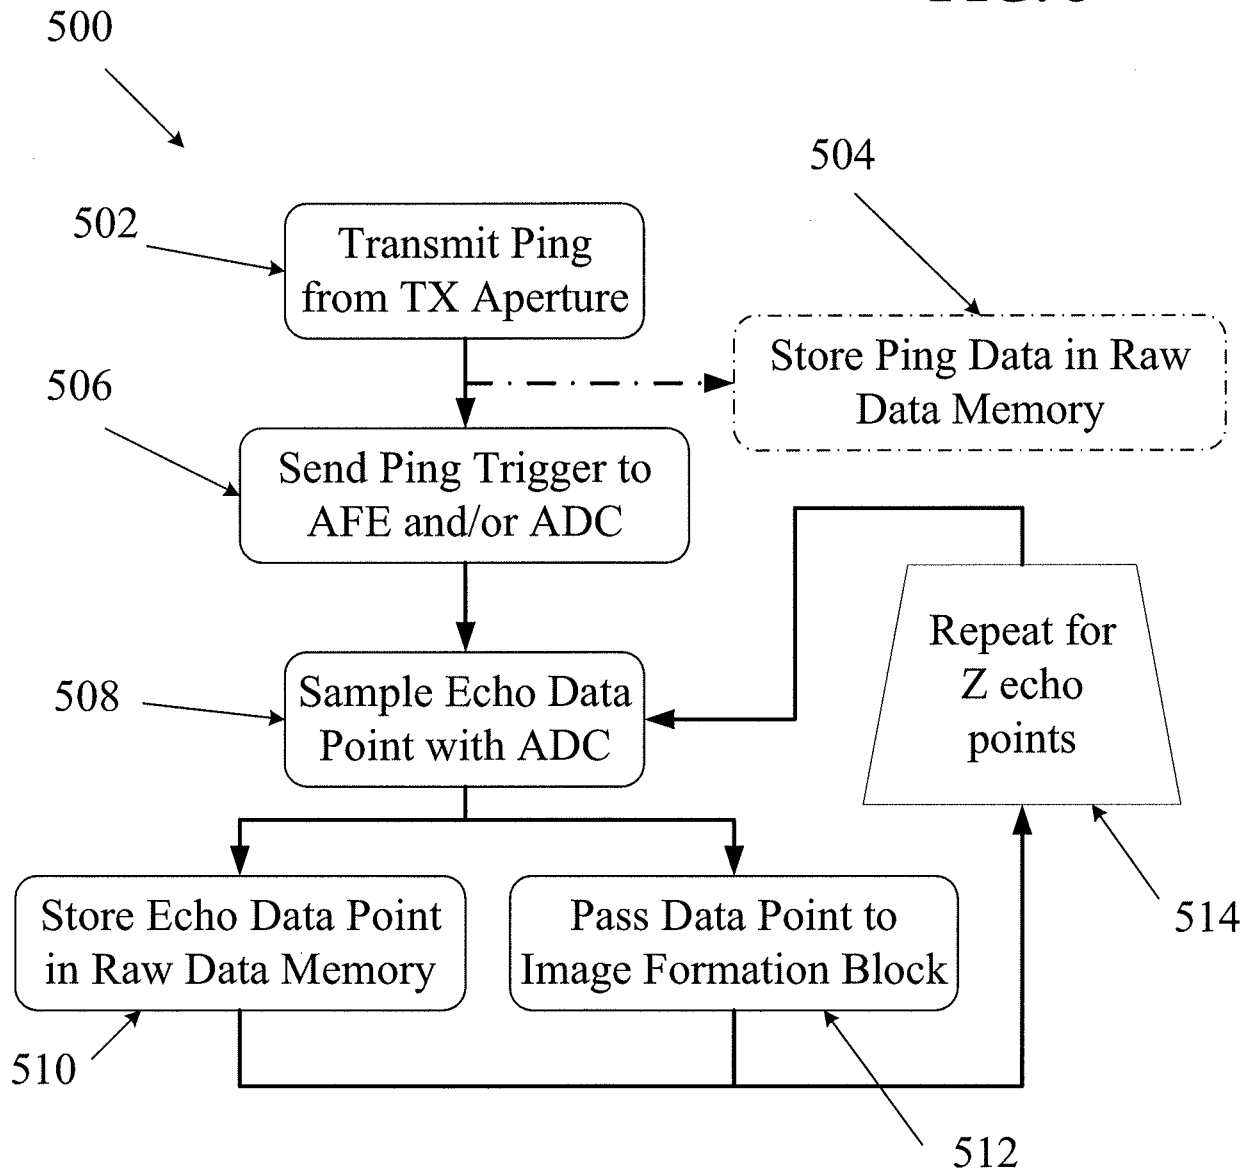 500
504
502
Transmit Ping
from TX Aperture
Store Ping Data in Raw
Data Memory
506
Send Ping Trigger to
AFE and/or ADC
Repeat for
Z echo
points
508
Sample Echo Data
Point with ADC
Store Echo Data Point
in Raw Data Memory
Pass Data Point to
Image Formation Block
514
510
512